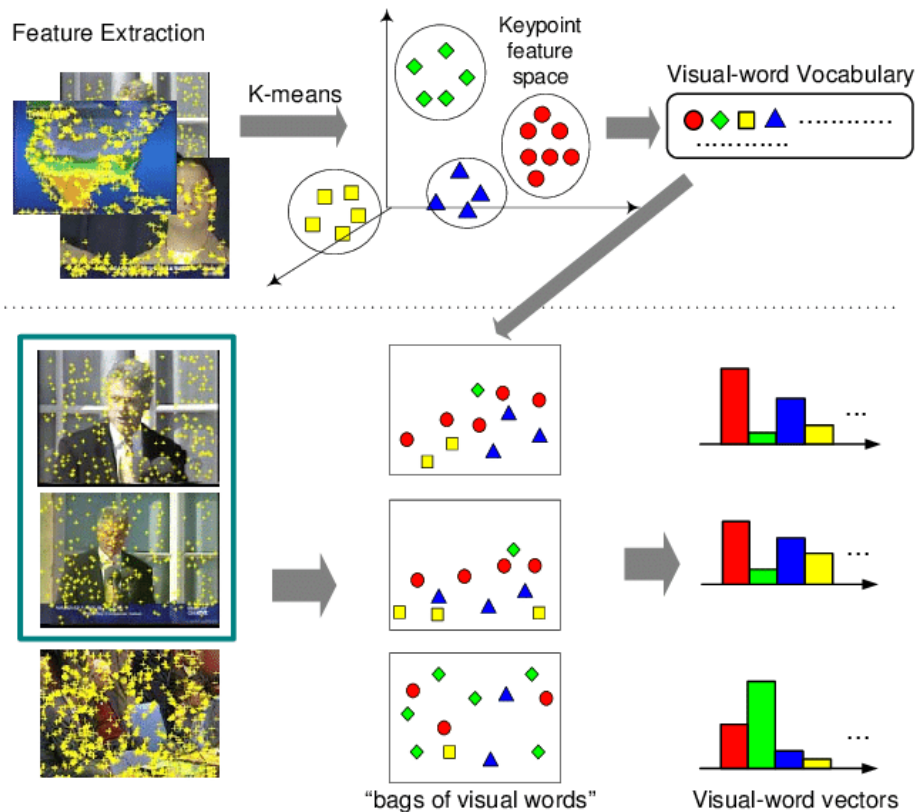 Feature Extraction
K-means
Keypoint
feature
space
Visual-word Vocabulary
..............
..............
...
...
...
"bags of visual words"
Visual-word vectors